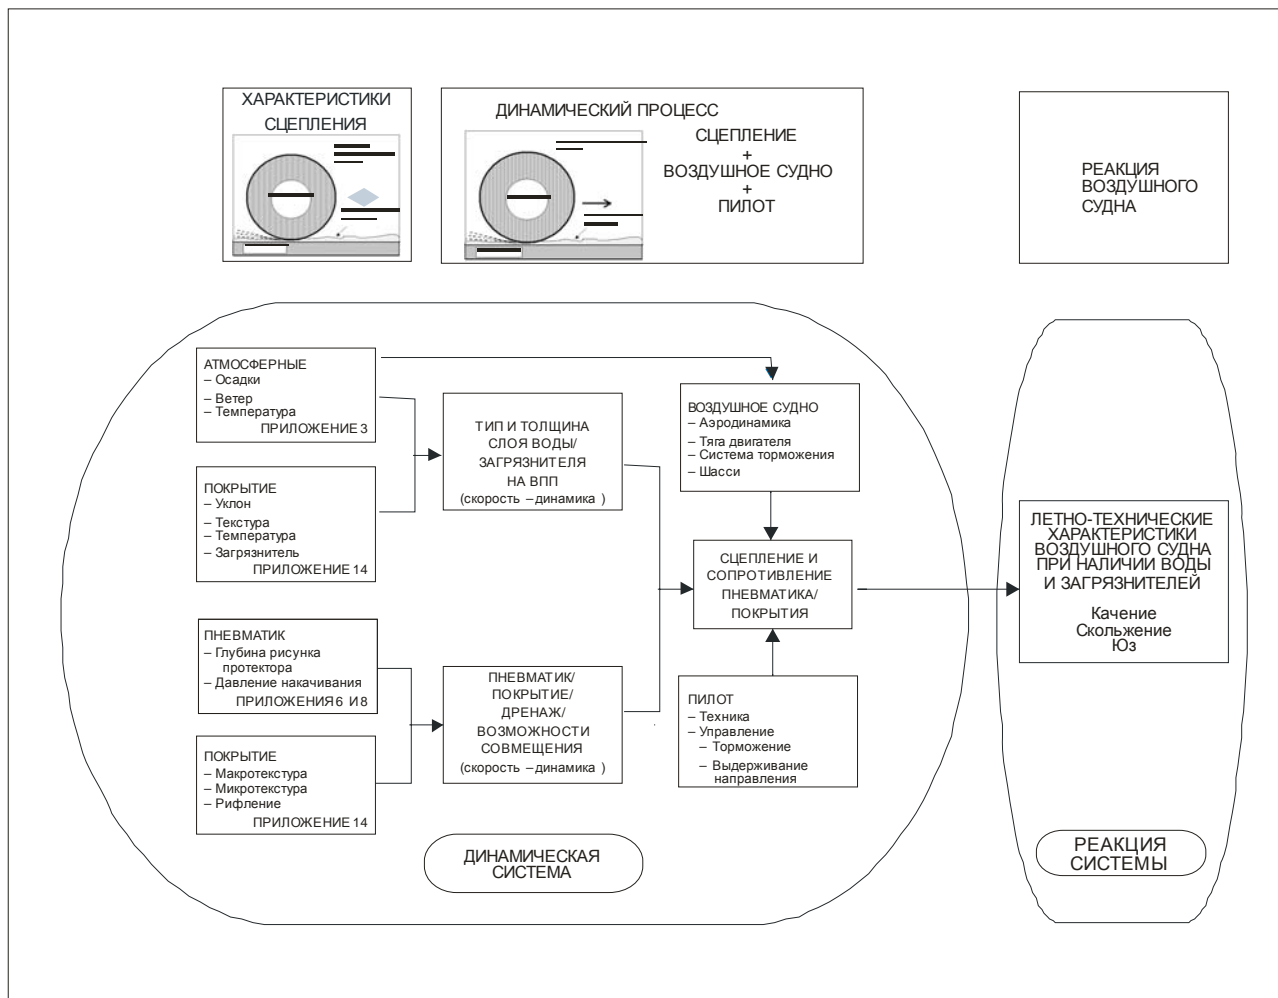 ХАРАКТЕРИСТИКИ
СЦЕПЛЕНИЯ
ДИНАМИЧЕСКИЙ ПРОЦЕСС
СЦЕПЛЕНИЕ
+
ВОЗДУШНОЕ СУДНО
+
ПИЛОТ
РЕАКЦИЯ
ВОЗДУШНОГО
СУДНА
АТМОСФЕРНЫЕ
– Осадки
– Ветер
– Температура
ПРИЛОЖЕНИЕ 3
ПОКРЫТИЕ
– Уклон
– Текстура
– Температура
– Загрязнитель
ПРИЛОЖЕНИЕ 14
ПНЕВМАТИК
– Глубина рисунка
протектора
– Давление накачивания
ПРИЛОЖЕНИЯ 6 И 8
ПОКРЫТИЕ
– Макротекстура
– Микротекстура
– Рифление
ПРИЛОЖЕНИЕ 14
ТИП И ТОЛЩИНА
СЛОЯ ВОДЫ/
ЗАГРЯЗНИТЕЛЯ
НА ВПП
(скорость – динамика )
ПНЕВМАТИК/
ПОКРЫТИЕ/
ДРЕНАЖ/
ВОЗМОЖНОСТИ
СОВМЕЩЕНИЯ
(скорость – динамика )
ВОЗДУШНОЕ СУДНО
– Аэродинамика
– Тяга двигателя
– Система торможения
– Шасси
СЦЕПЛЕНИЕ И
СОПРОТИВЛЕНИЕ
ПНЕВМАТИКА/
ПОКРЫТИЯ
ПИЛОТ
– Техника
– Управление
– Торможение
– Выдерживание
направления
ДИНАМИЧЕСКАЯ
СИСТЕМА
ЛЕТНО-ТЕХНИЧЕСКИЕ
ХАРАКТЕРИСТИКИ
ВОЗДУШНОГО СУДНА
ПРИ НАЛИЧИИ ВОДЫ
И ЗАГРЯЗНИТЕЛЕЙ
Качение
Скольжение
Юз
РЕАКЦИЯ
СИСТЕМЫ